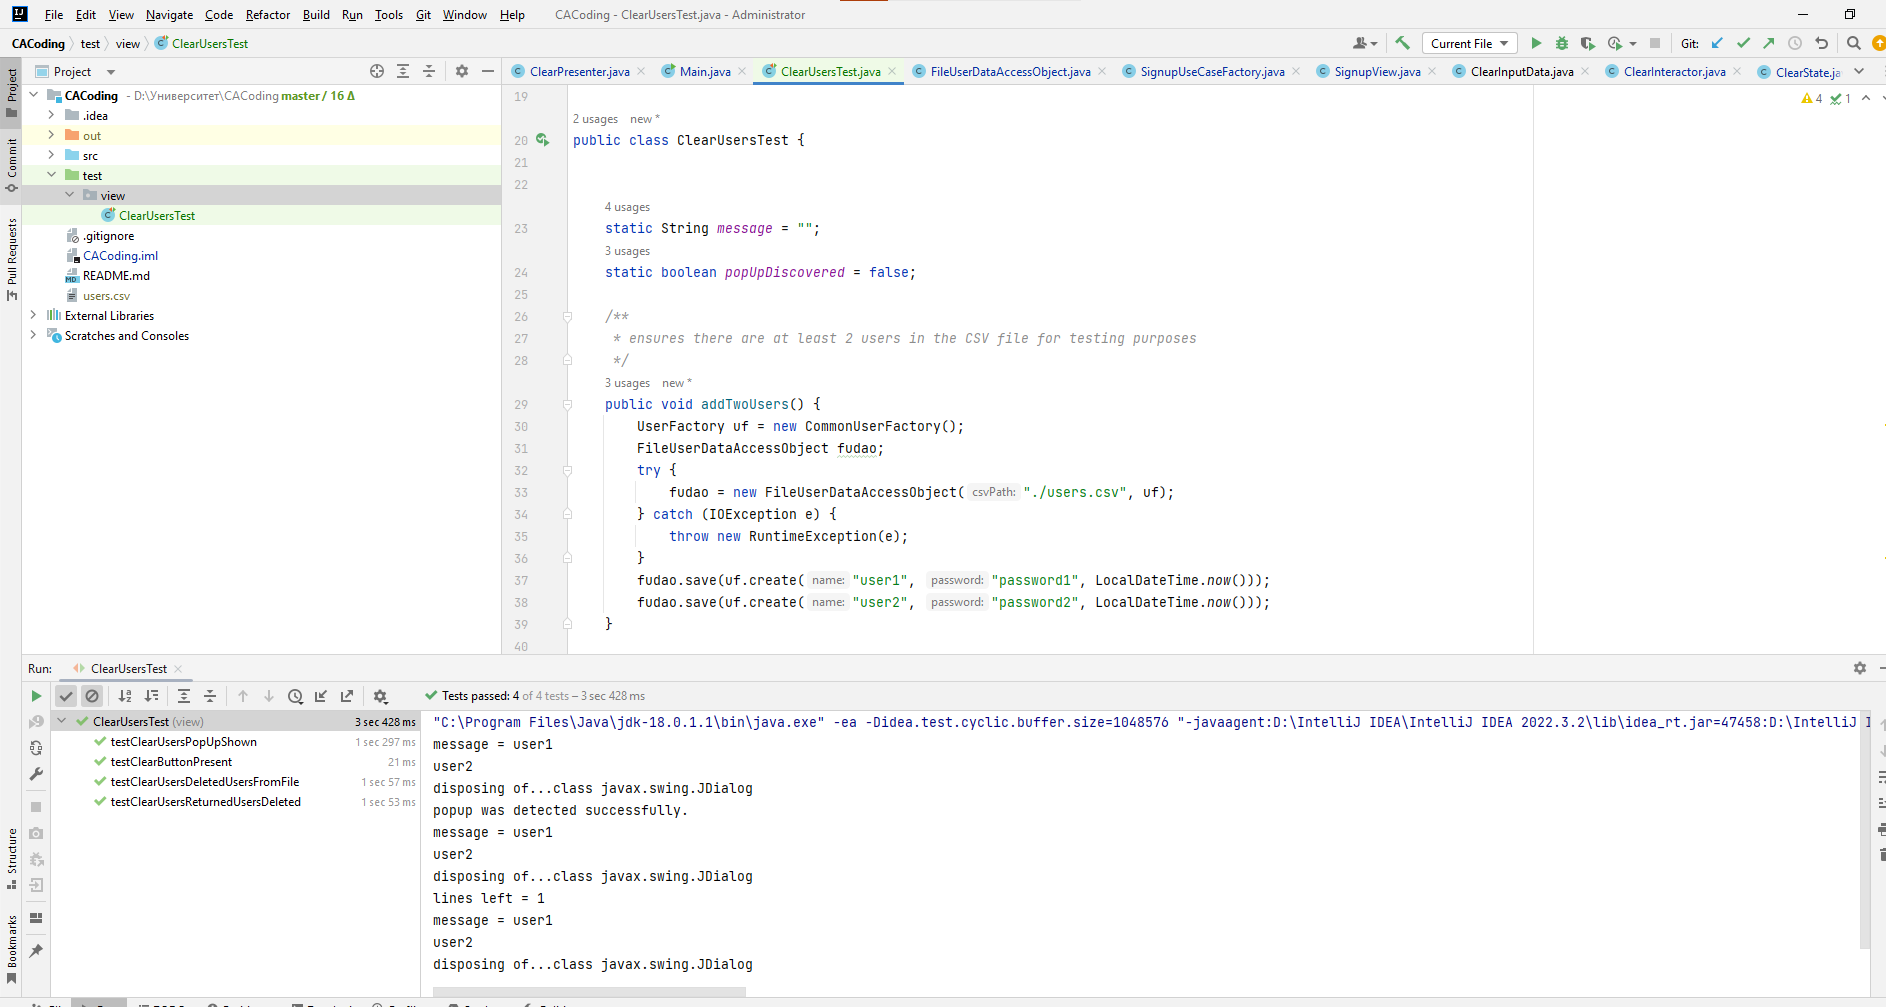 File Edit View Navigate Code Refactor Build Run Tools Git Window Help CACoding - ClearUsersTest.java - Administrator
CACoding test view ClearUsersTest Current File Git:
Project ClearPresenter.java Main.java ClearUsersTest.java FileUserDataAccessObject.java SignupUseCaseFactory.java SignupView.java ClearInputData.java ClearInteractor.java ClearState.ja
Project
Commit
Pull Requests
CACoding - D:\Университет\CACoding master / 16 Δ
.idea
out
src
test
view
ClearUsersTest
.gitignore
CACoding.iml
README.md
users.csv
External Libraries
Scratches and Consoles
4 1
19
2 usages new *
20 public class ClearUsersTest {
21
22
4 usages
23 static String message = "";
3 usages
24 static boolean popUpDiscovered = false;
25
26 /**
27 * ensures there are at least 2 users in the CSV file for testing purposes
28 */
3 usages new *
29 public void addTwoUsers() {
30 UserFactory uf = new CommonUserFactory();
31 FileUserDataAccessObject fudao;
32 try {
33 fudao = new FileUserDataAccessObject( csvPath: "./users.csv", uf);
34 } catch (IOException e) {
35 throw new RuntimeException(e);
36 }
37 fudao.save(uf.create( name: "user1", password: "password1", LocalDateTime.now()));
38 fudao.save(uf.create( name: "user2", password: "password2", LocalDateTime.now()));
39 }
40
Run: ClearUsersTest
Tests passed: 4 of 4 tests – 3 sec 428 ms
ClearUsersTest (view) 3 sec 428 ms
testClearUsersPopUpShown 1 sec 297 ms
testClearButtonPresent 21 ms
testClearUsersDeletedUsersFromFile 1 sec 57 ms
testClearUsersReturnedUsersDeleted 1 sec 53 ms
"C:\Program Files\Java\jdk-18.0.1.1\bin\java.exe" -ea -Didea.test.cyclic.buffer.size=1048576 "-javaagent:D:\IntelliJ IDEA\IntelliJ IDEA 2022.3.2\lib\idea_rt.jar=47458:D:\IntelliJ I
message = user1
user2
disposing of...class javax.swing.JDialog
popup was detected successfully.
message = user1
user2
disposing of...class javax.swing.JDialog
lines left = 1
message = user1
user2
disposing of...class javax.swing.JDialog
Structure
Bookmarks